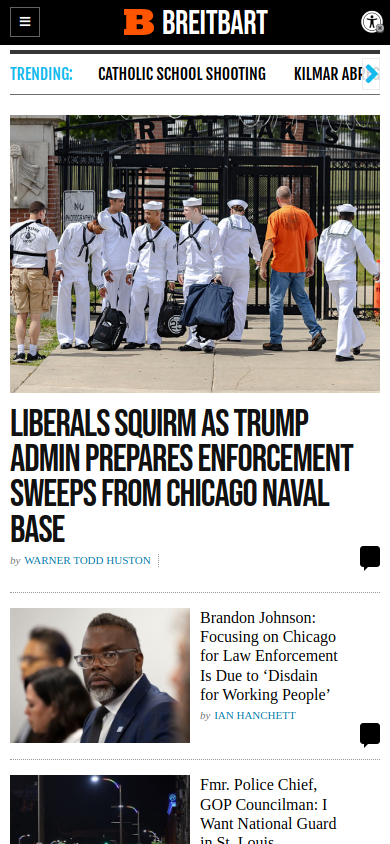 B BREITBART
TRENDING:
CATHOLIC SCHOOL SHOOTING
KILMAR ABR
GREAT LAKES
NO
PHOTOGRAPHY
LIBERALS SQUIRM AS TRUMP
ADMIN PREPARES ENFORCEMENT
SWEEPS FROM CHICAGO NAVAL
BASE
by WARNER TODD HUSTON
Brandon Johnson:
Focusing on Chicago
for Law Enforcement
Is Due to ‘Disdain
for Working People’
by IAN HANCHETT
Fmr. Police Chief,
GOP Councilman: I
Want National Guard
in St. Louis